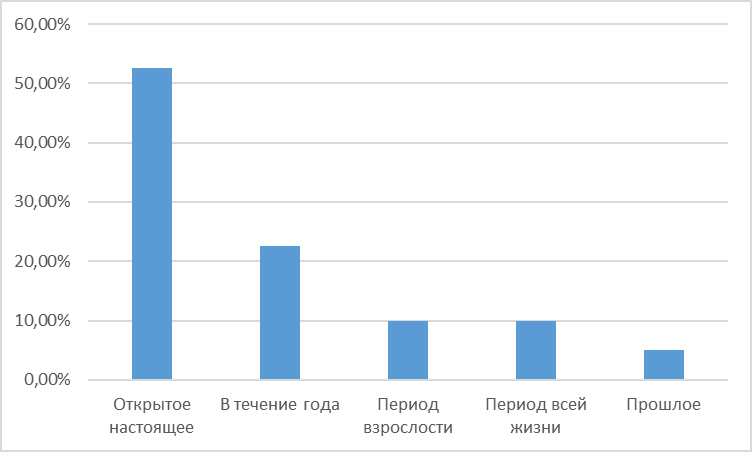 60,00%
50,00%
40,00%
30,00%
20,00%
10,00%
0,00%
Открытое
настоящее
В течение года
Период
взрослости
Период всей
жизни
Прошлое